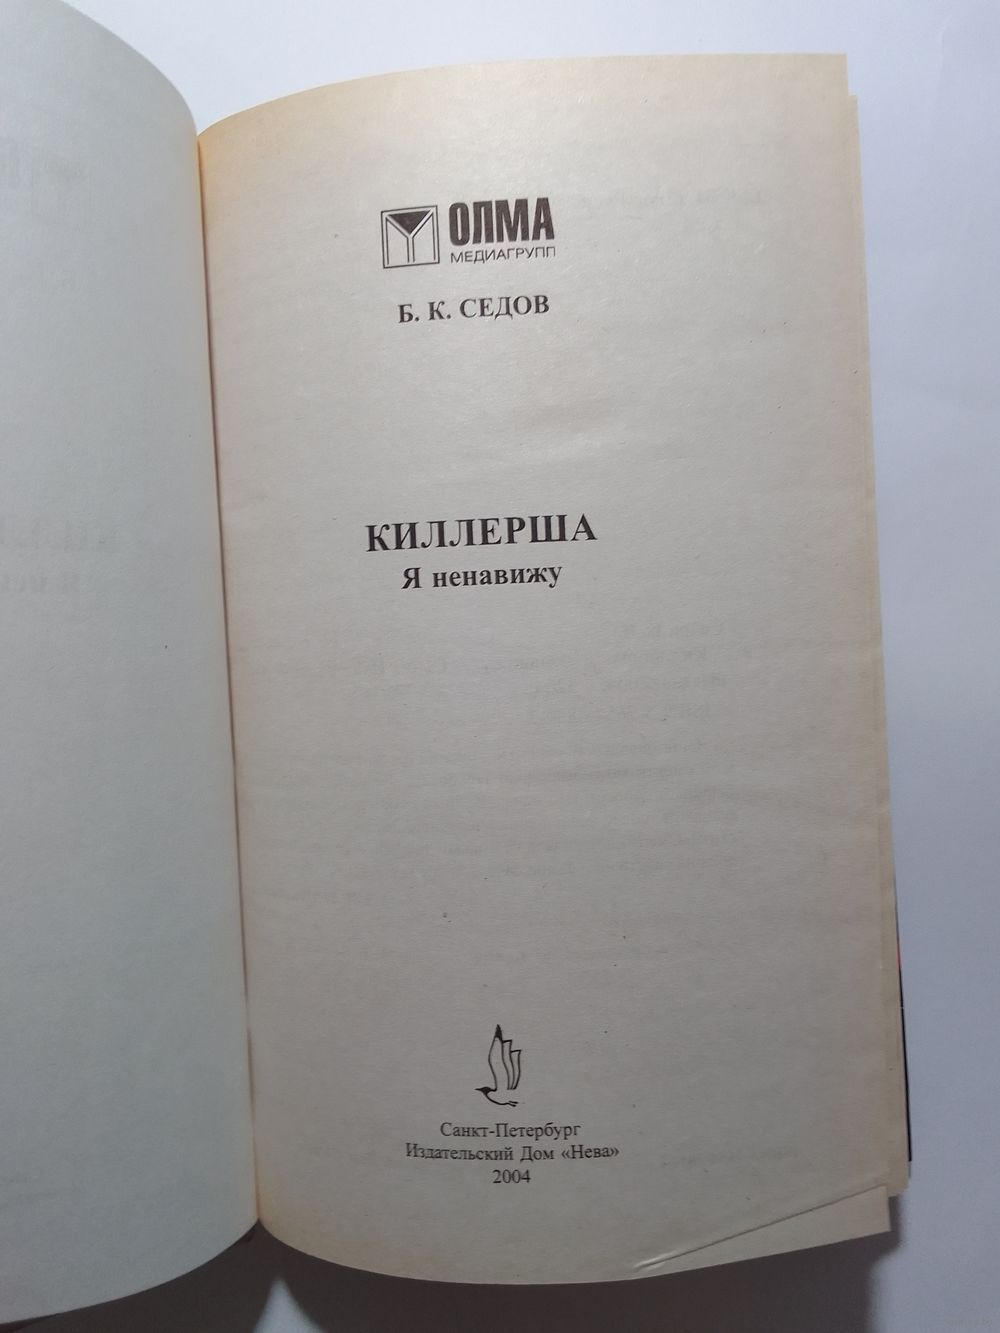 ОЛМА
МЕДИАГРУПП
Б. К. СЕДОВ
КИЛЛЕРША
Я ненавижу
Санкт-Петербург
Издательский Дом «Нева»
2004